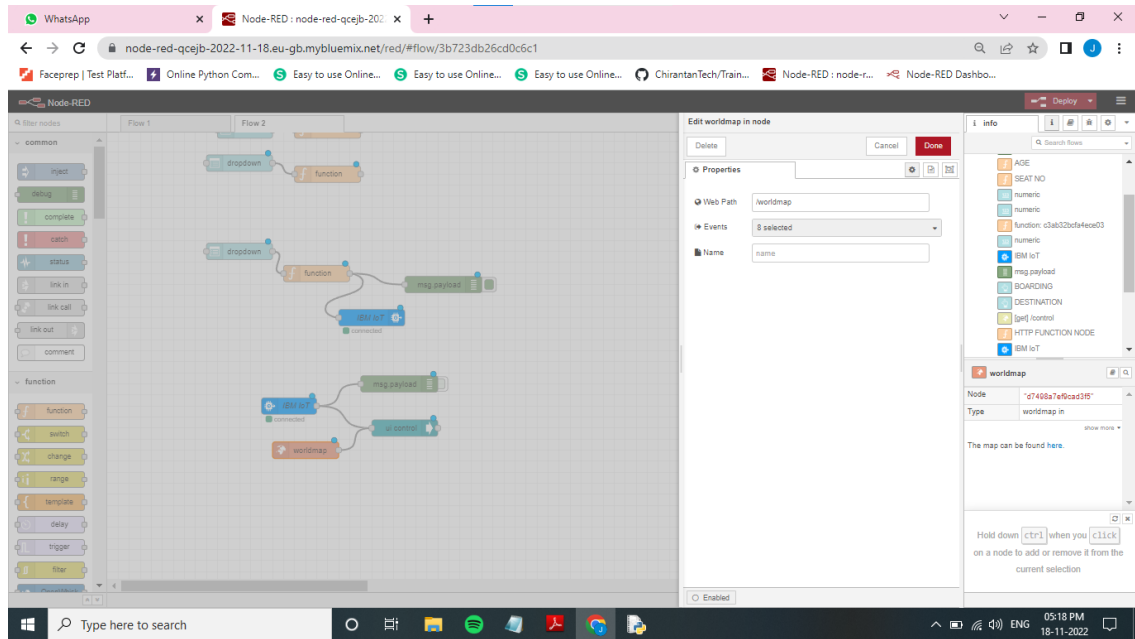 WhatsApp
Node-RED : node-red-qcejb-202
node-red-qcejb-2022-11-18.eu-gb.mybluemix.net/red/#flow/3b723db26cd0c6c1
J
Faceprep | Test Platf...
Online Python Com...
Easy to use Online...
Easy to use Online...
Easy to use Online...
ChirantanTech/Train...
Node-RED : node-r...
Node-RED Dashbo...
Node-RED
Deploy
filter nodes
common
inject
debug
complete
catch
status
link in
link call
link out
comment
function
function
switch
change
range
template
delay
trigger
filter
Flow 1
Flow 2
dropdown
function
dropdown
function
msg.payload
IBM IoT
connected
msg.payload
IBM IoT
connected
ui control
worldmap
Edit worldmap in node
Delete
Cancel
Done
Properties
Web Path
/worldmap
Events
8 selected
Name
name
Enabled
i info
i
Search flows
AGE
SEAT NO
numeric
numeric
function: c3ab32bcfa4ece03
numeric
IBM IoT
msg.payload
BOARDING
DESTINATION
[get] /control
HTTP FUNCTION NODE
IBM IoT
worldmap
Node
"d7498a7ef9cad3f5"
Type
worldmap in
show more
The map can be found here.
Hold down ctrl when you click
on a node to add or remove it from the
current selection
Type here to search
ENG
05:18 PM
18-11-2022